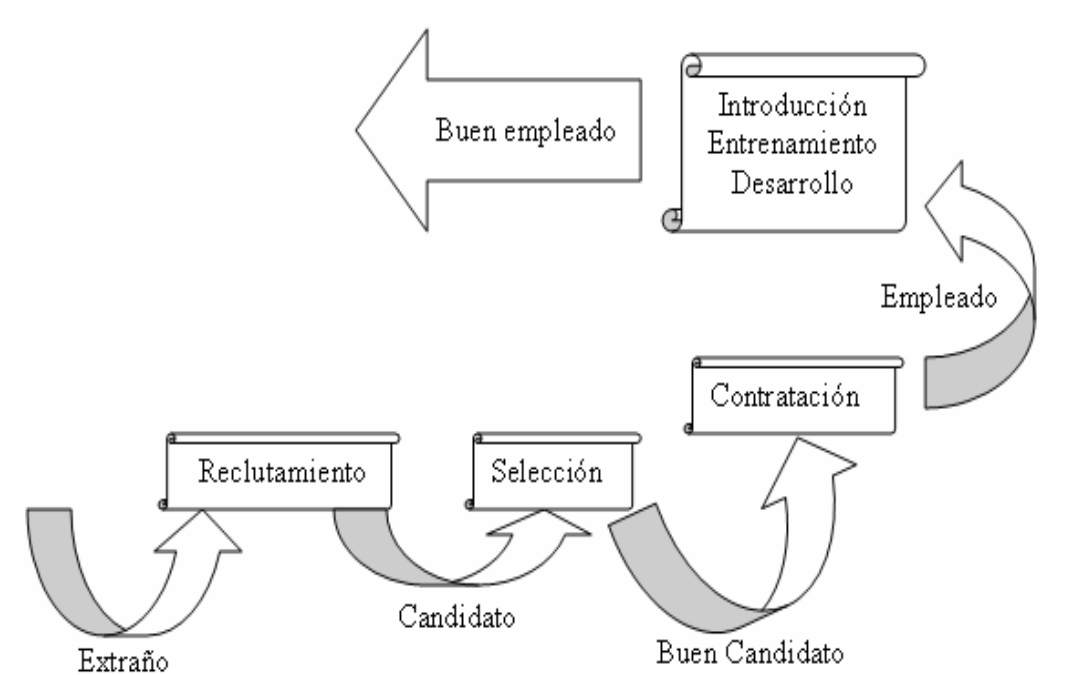 Buen empleado
Introducción
Entrenamiento
Desarrollo
Empleado
Contratación
Reclutamiento
Selección
Candidato
Buen Candidato
Extraño